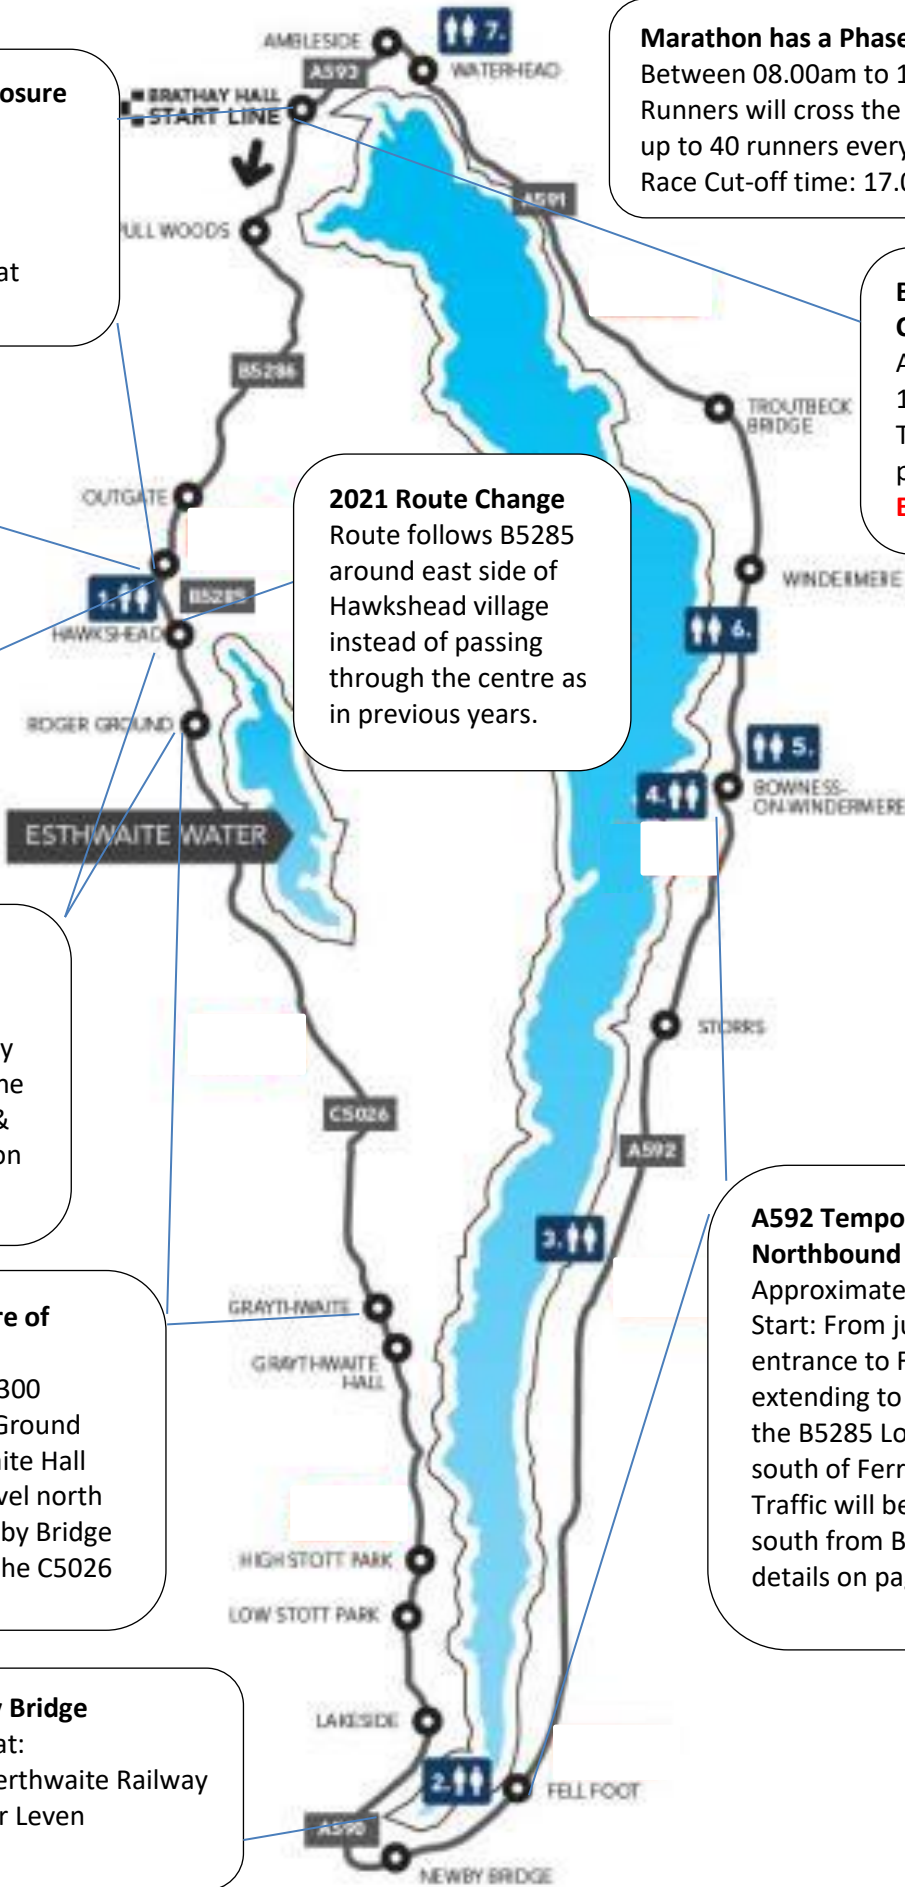 AMBLESIDE
7.
WATERHEAD
A593
BRATHAY HALL
START LINE
Marathon has a Phase
Between 08.00am to 1
Runners will cross the
up to 40 runners every
Race Cut-off time: 17.0
osure
at
PULL WOODS
A591
B5286
TROUTBECK
BRIDGE
OUTGATE
2021 Route Change
Route follows B5285
around east side of
Hawkshead village
instead of passing
through the centre as
in previous years.
WINDERMERE
1.
B5285
HAWKSHEAD
6.
ROGER GROUND
5.
4.
BOWNESS-
ON-WINDERMERE
ESTHWAITE WATER
y
ne
&
on
STORRS
C5026
A592
3.
A592 Tempo
Northbound
Approximate
Start: From ju
entrance to F
extending to
the B5285 Lo
south of Ferr
Traffic will be
south from B
details on pa
re of
300
Ground
ite Hall
vel north
by Bridge
he C5026
GRAYTHWAITE
GRAYTHWAITE
HALL
HIGH STOTT PARK
LOW STOTT PARK
y Bridge
at:
erthwaite Railway
r Leven
LAKESIDE
2.
FELL FOOT
A590
NEWBY BRIDGE